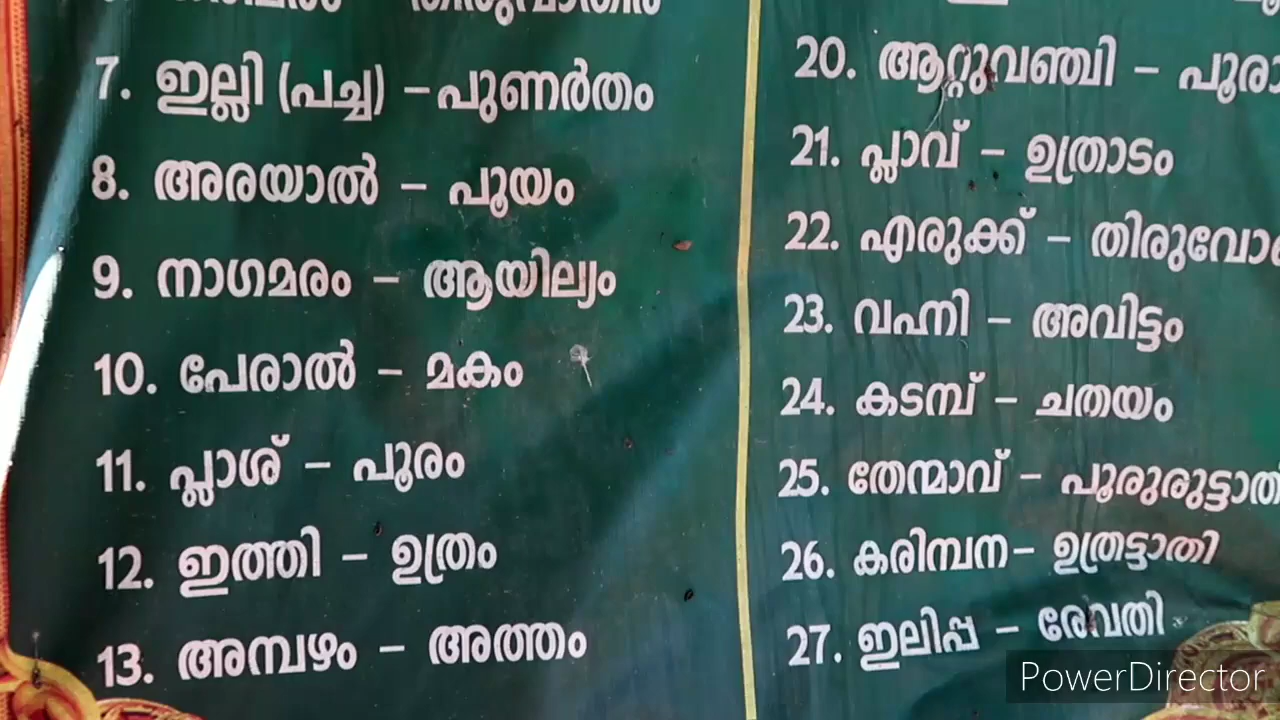 7. ഇല്ലി (പച്ച) – പുണർതം
8. അരയാൽ – പൂയം
9. നാഗമരം – ആയില്യം
10. പേരാൽ – മകം
11. പ്ലാശ് – പൂരം
12. ഇത്തി – ഉത്രം
13. അമ്പഴം – അത്തം
20. ആറ്റുവഞ്ചി – പൂരാ
21. പ്ലാവ് – ഉത്രാടം
22. എരുക്ക് – തിരുവോ
23. വഹ്നി – അവിട്ടം
24. കടമ്പ് – ചതയം
25. തേന്മാവ് – പൂരുരുട്ടാതി
26. കരിമ്പന – ഉത്രട്ടാതി
27. ഇലിപ്പ – രേവതി
PowerDirector